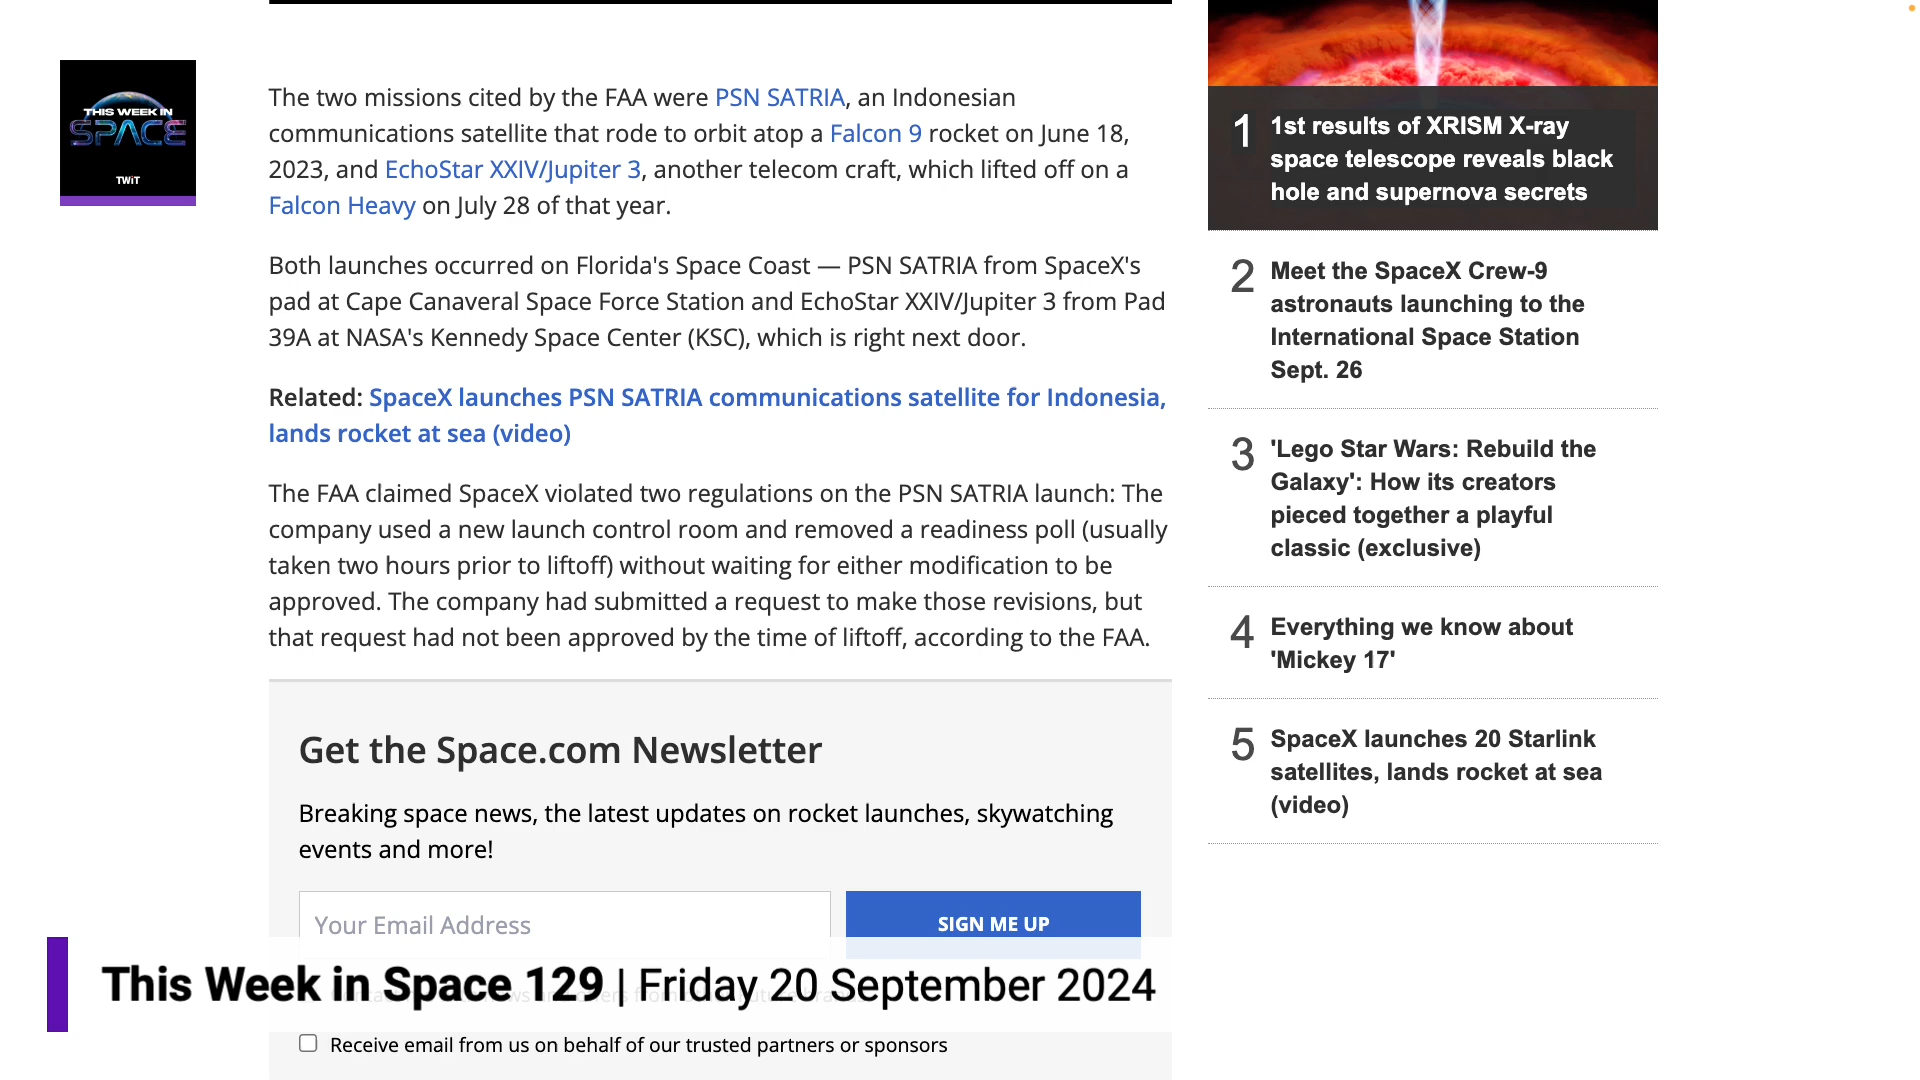 THIS WEEK IN
SPACE
TWiT
The two missions cited by the FAA were PSN SATRIA, an Indonesian
communications satellite that rode to orbit atop a Falcon 9 rocket on June 18,
2023, and EchoStar XXIV/Jupiter 3, another telecom craft, which lifted off on a
Falcon Heavy on July 28 of that year.
Both launches occurred on Florida's Space Coast — PSN SATRIA from SpaceX's
pad at Cape Canaveral Space Force Station and EchoStar XXIV/Jupiter 3 from Pad
39A at NASA's Kennedy Space Center (KSC), which is right next door.
Related: SpaceX launches PSN SATRIA communications satellite for Indonesia,
lands rocket at sea (video)
The FAA claimed SpaceX violated two regulations on the PSN SATRIA launch: The
company used a new launch control room and removed a readiness poll (usually
taken two hours prior to liftoff) without waiting for either modification to be
approved. The company had submitted a request to make those revisions, but
that request had not been approved by the time of liftoff, according to the FAA.
Get the Space.com Newsletter
Breaking space news, the latest updates on rocket launches, skywatching
events and more!
Your Email Address
SIGN ME UP
This Week in Space 129 | Friday 20 September 2024
Receive email from us on behalf of our trusted partners or sponsors
1 1st results of XRISM X-ray
space telescope reveals black
hole and supernova secrets
2 Meet the SpaceX Crew-9
astronauts launching to the
International Space Station
Sept. 26
3 'Lego Star Wars: Rebuild the
Galaxy': How its creators
pieced together a playful
classic (exclusive)
4 Everything we know about
'Mickey 17'
5 SpaceX launches 20 Starlink
satellites, lands rocket at sea
(video)